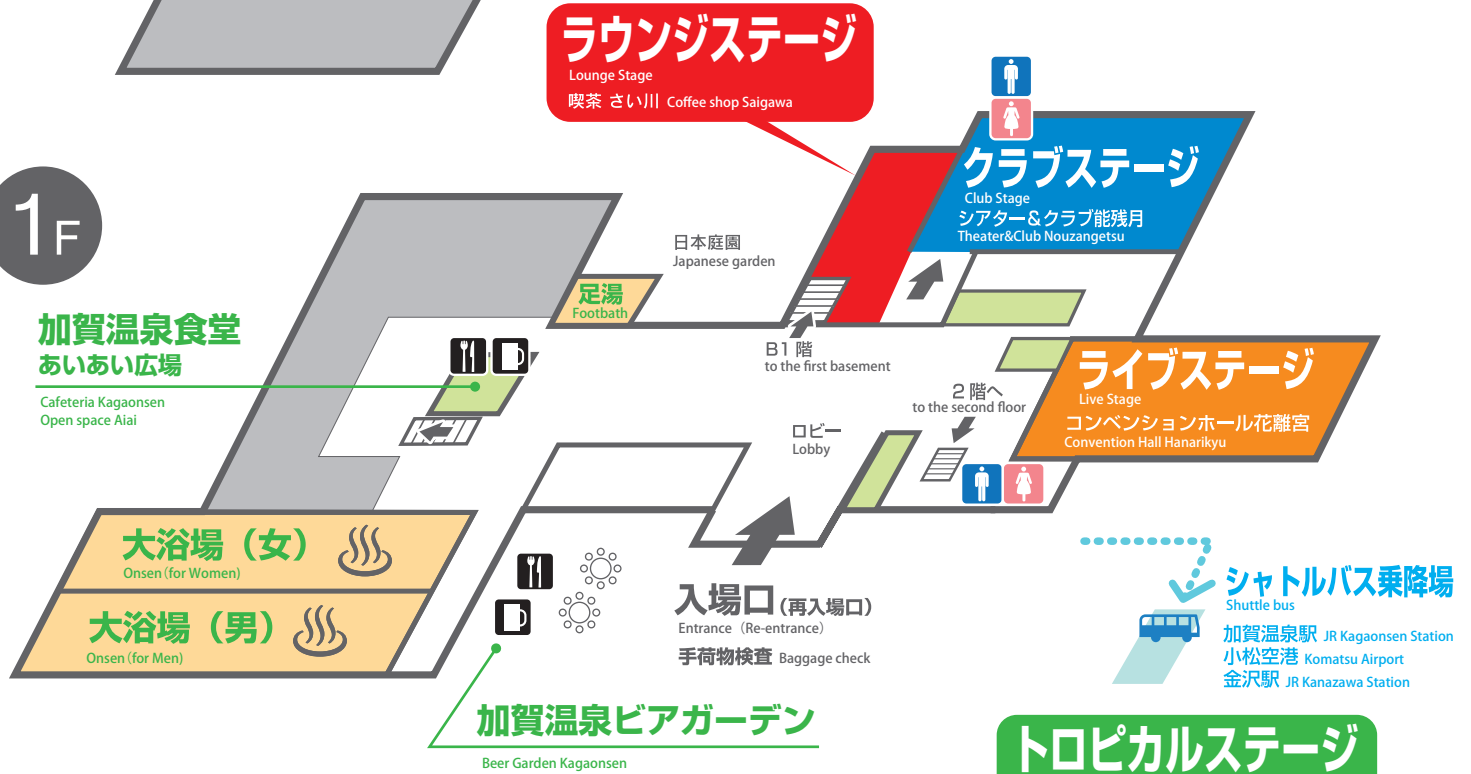 ラウンジステージ
Lounge Stage
喫茶 さい川 Coffee shop Saigawa
クラブステージ
Club Stage
シアター&クラブ能残月
Theater&Club Nouzangetsu
1F
日本庭園
Japanese garden
足湯
Footbath
加賀温泉食堂
あいあい広場
Cafeteria Kagaonsen
Open space Aiai
B1 階
to the first basement
ライブステージ
Live Stage
コンベンションホール花離宮
Convention Hall Hanarikyu
2 階へ
to the second floor
ロビー
Lobby
大浴場（女）
Onsen（for Women）
大浴場（男）
Onsen（for Men）
入場口（再入場口）
Entrance（Re-entrance）
手荷物検査 Baggage check
シャトルバス乗降場
Shuttle bus
加賀温泉駅 JR Kagaonsen Station
小松空港 Komatsu Airport
金沢駅 JR Kanazawa Station
加賀温泉ビアガーデン
Beer Garden Kagaonsen
トロピカルステージ